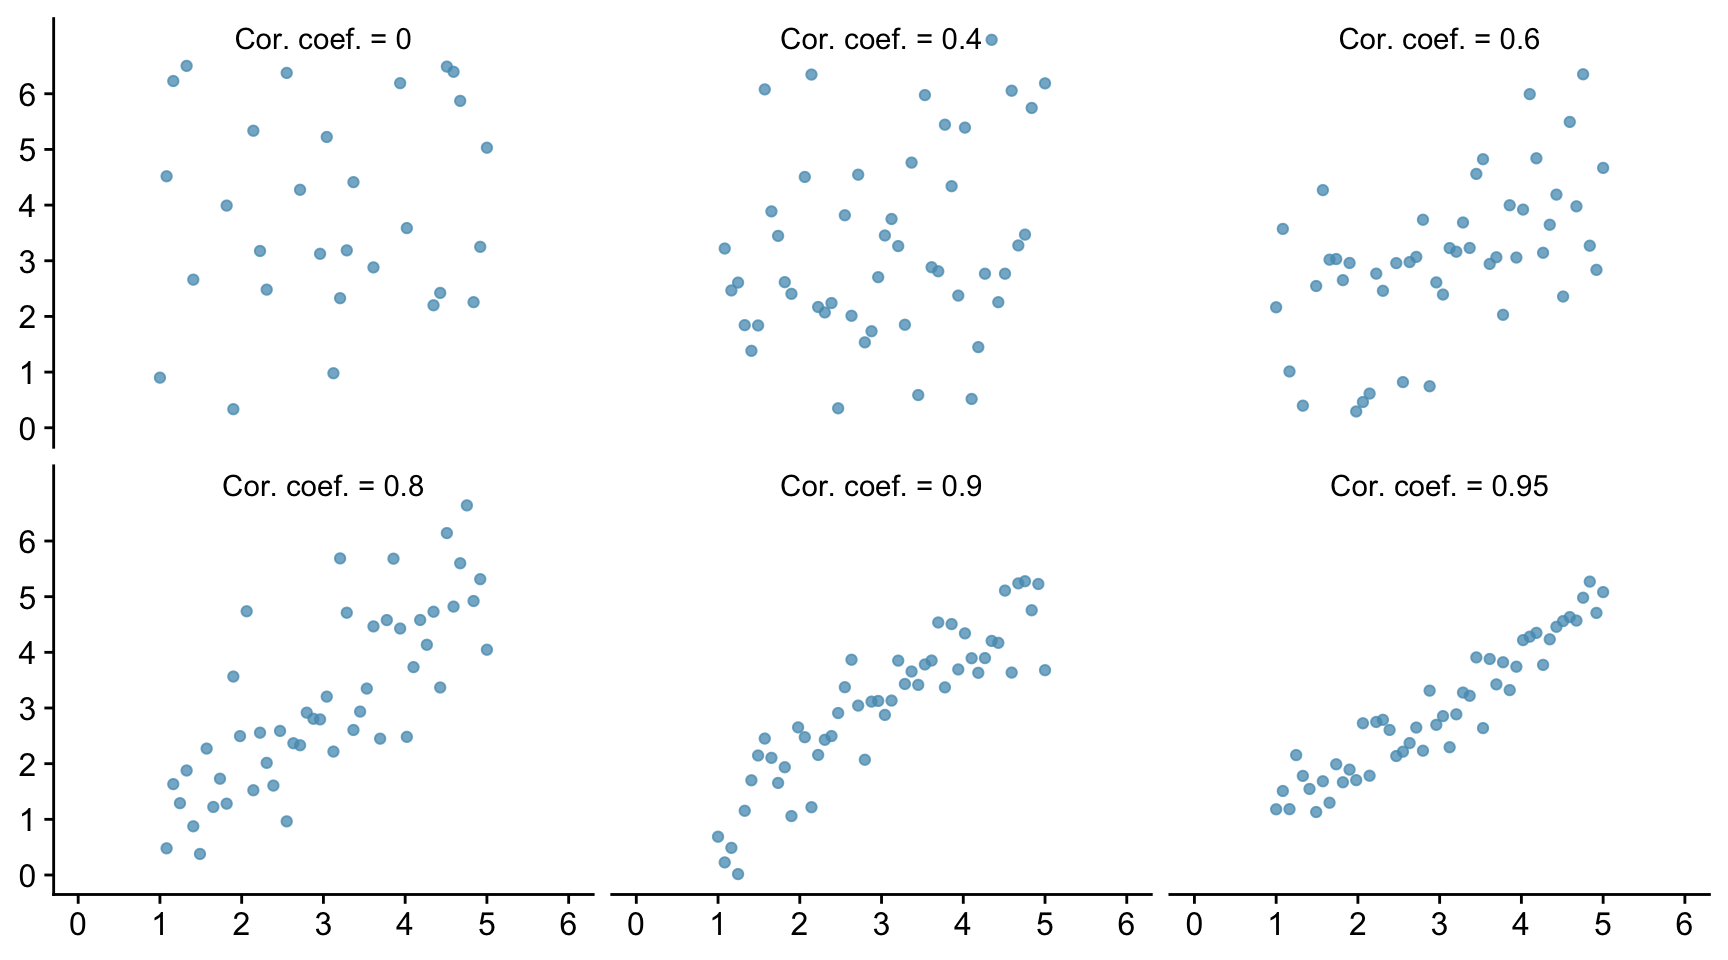 Cor. coef. = 0
Cor. coef. = 0.4
Cor. coef. = 0.6
6
5
4
3
2
1
0
Cor. coef. = 0.8
Cor. coef. = 0.9
Cor. coef. = 0.95
6
5
4
3
2
1
0
0 1 2 3 4 5 6
0 1 2 3 4 5 6
0 1 2 3 4 5 6